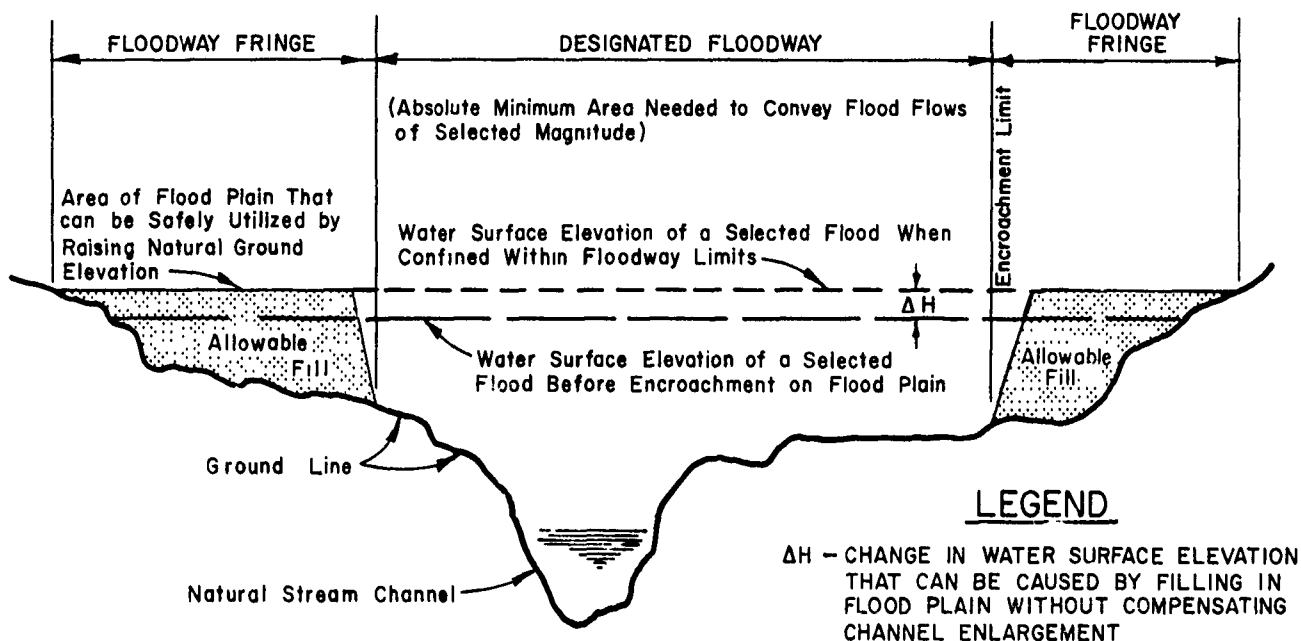 FLOODWAY FRINGE
DESIGNATED FLOODWAY
FLOODWAY
FRINGE
(Absolute Minimum Area Needed to Convey Flood Flows
of Selected Magnitude)
Encroachment Limit
Area of Flood Plain That
can be Safely Utilized by
Raising Natural Ground
Elevation
Water Surface Elevation of a Selected Flood When
Confined Within Floodway Limits
ΔH
Allowable
Fill
Water Surface Elevation of a Selected
Flood Before Encroachment on Flood Plain
Allowable
Fill
Ground Line
Natural Stream Channel
LEGEND
ΔH – CHANGE IN WATER SURFACE ELEVATION
THAT CAN BE CAUSED BY FILLING IN
FLOOD PLAIN WITHOUT COMPENSATING
CHANNEL ENLARGEMENT